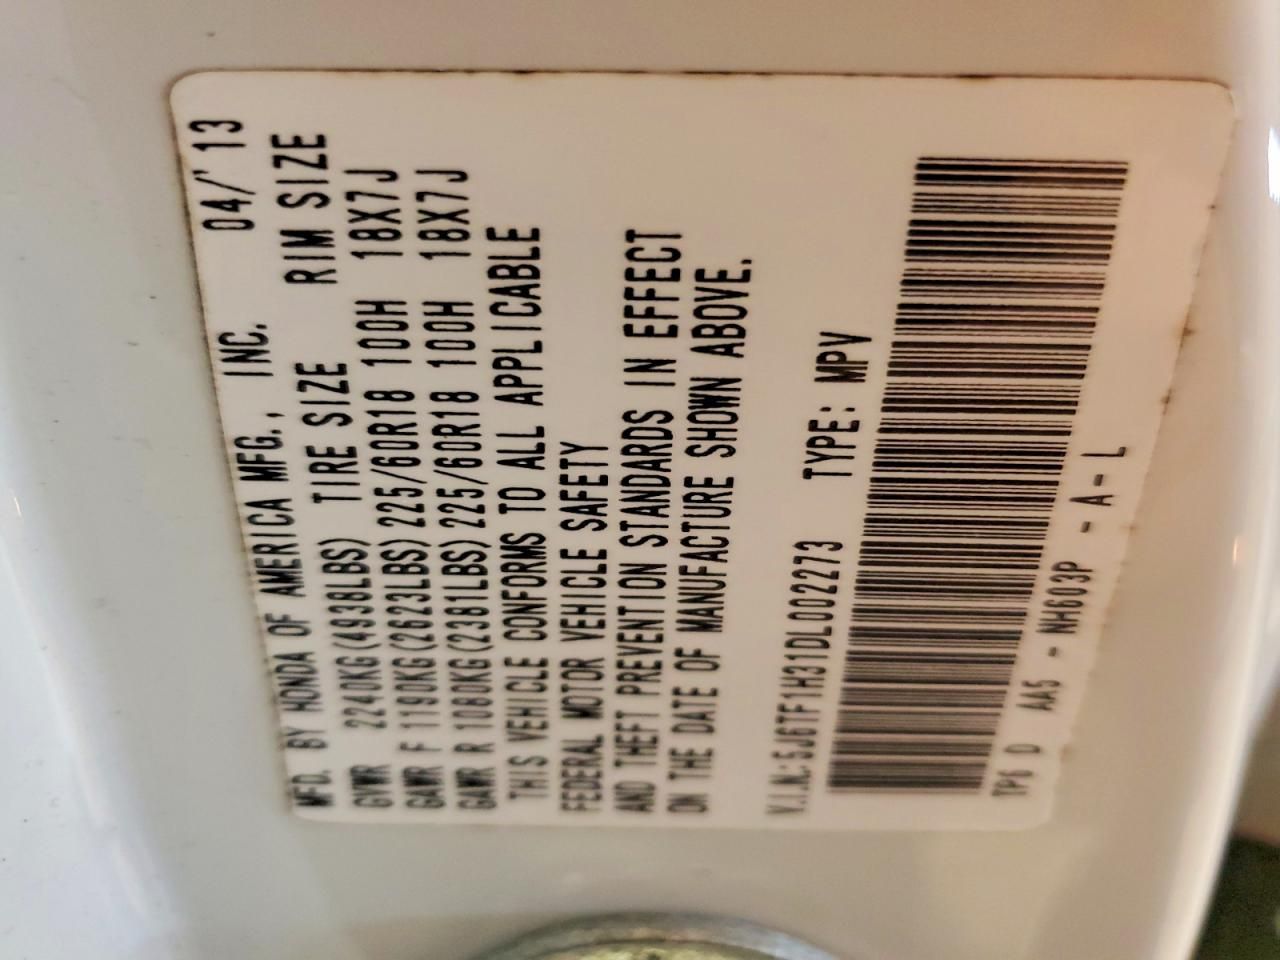 MFD. BY HONDA OF AMERICA MFG., INC. 04/'13
TIRE SIZE RIM SIZE
GVWR 2240KG(4938LBS)
GAWR F 1190KG(2623LBS) 225/60R18 100H 18X7J
GAWR R 1080KG(2381LBS) 225/60R18 100H 18X7J
THIS VEHICLE CONFORMS TO ALL APPLICABLE
FEDERAL MOTOR VEHICLE SAFETY
AND THEFT PREVENTION STANDARDS IN EFFECT
ON THE DATE OF MANUFACTURE SHOWN ABOVE.
V.I.N:5J6TF1H31DL002273 TYPE: MPV
TP6 D AA5 - NH603P - A - L